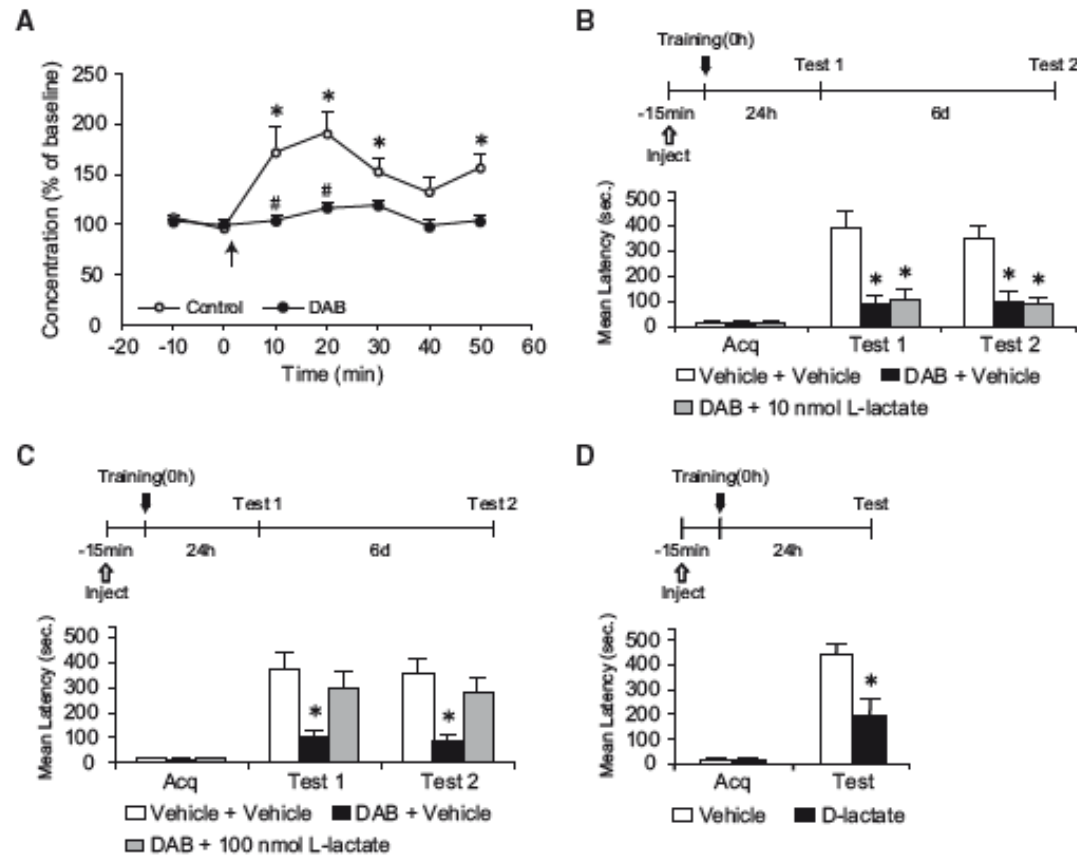 A
Concentration (% of baseline)
250
200
150
100
50
0
* * * *
# #
Control DAB
-20 -10 0 10 20 30 40 50 60
Time (min)
B
Training(0h)
Test 1 Test 2
-15min 24h 6d
Inject
Mean Latency (sec.)
500
400
300
200
100
0
* * * *
Acq Test 1 Test 2
Vehicle + Vehicle DAB + Vehicle
DAB + 10 nmol L-lactate
C
Training(0h)
Test 1 Test 2
-15min 24h 6d
Inject
Mean Latency (sec.)
500
400
300
200
100
0
* *
Acq Test 1 Test 2
Vehicle + Vehicle DAB + Vehicle
DAB + 100 nmol L-lactate
D
Training(0h)
Test
-15min 24h
Inject
Mean Latency (sec.)
500
400
300
200
100
0
*
Acq Test
Vehicle D-lactate